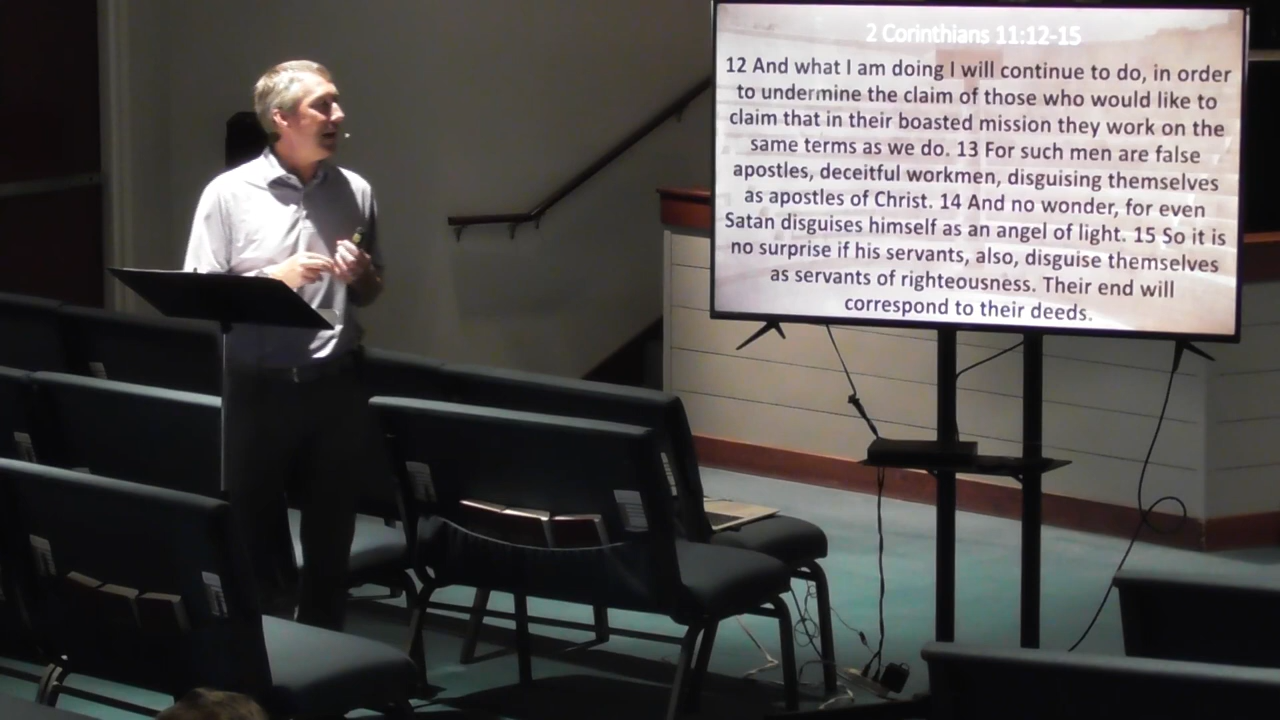 2 Corinthians 11:12-15
12 And what I am doing I will continue to do, in order
to undermine the claim of those who would like to
claim that in their boasted mission they work on the
same terms as we do. 13 For such men are false
apostles, deceitful workmen, disguising themselves
as apostles of Christ. 14 And no wonder, for even
Satan disguises himself as an angel of light. 15 So it is
no surprise if his servants, also, disguise themselves
as servants of righteousness. Their end will
correspond to their deeds.